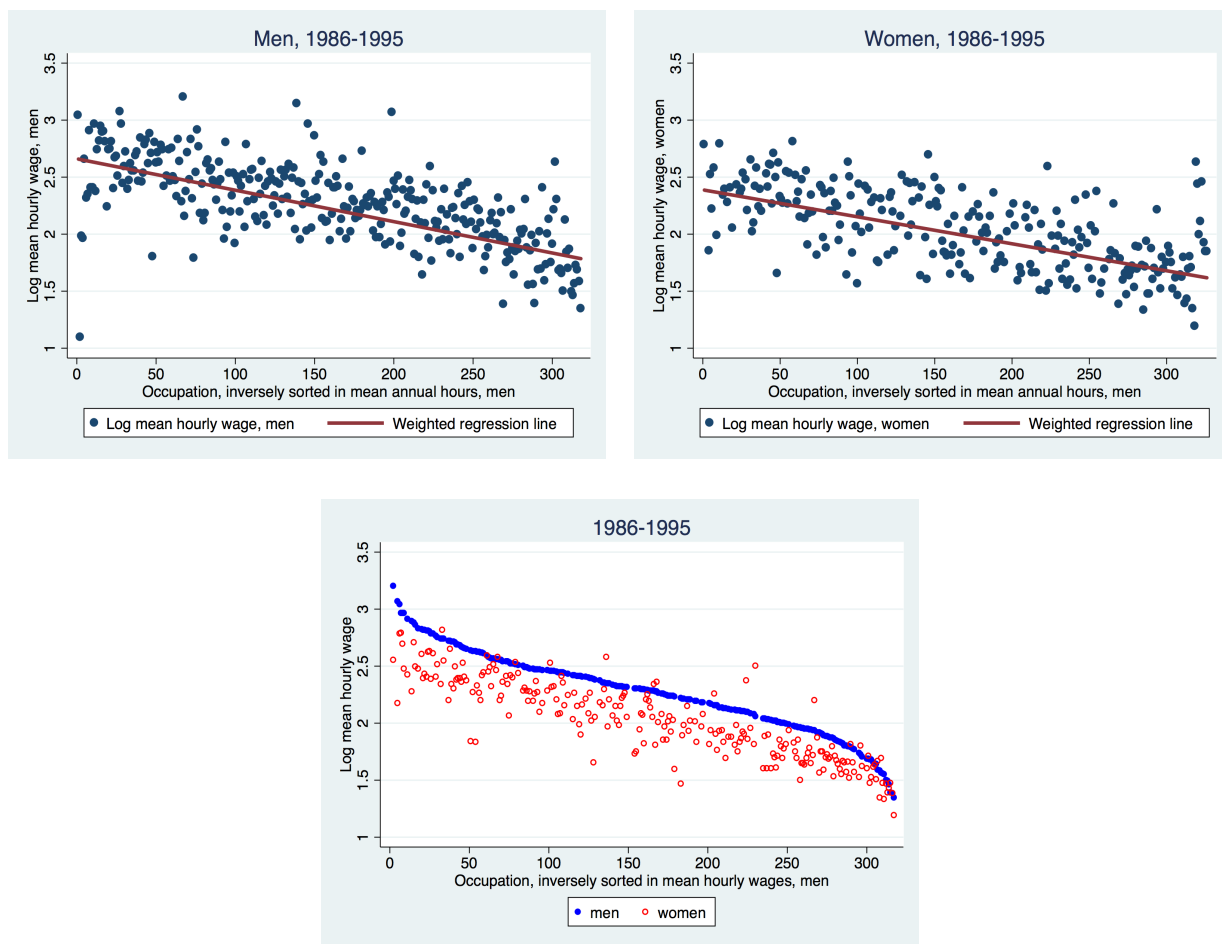 Men, 1986-1995
Log mean hourly wage, men
3.5
3
2.5
2
1.5
1
0 50 100 150 200 250 300
Occupation, inversely sorted in mean annual hours, men
Log mean hourly wage, men Weighted regression line
Women, 1986-1995
Log mean hourly wage, women
3.5
3
2.5
2
1.5
1
0 50 100 150 200 250 300
Occupation, inversely sorted in mean annual hours, men
Log mean hourly wage, women Weighted regression line
1986-1995
Log mean hourly wage
3.5
3
2.5
2
1.5
1
0 50 100 150 200 250 300
Occupation, inversely sorted in mean hourly wages, men
men women